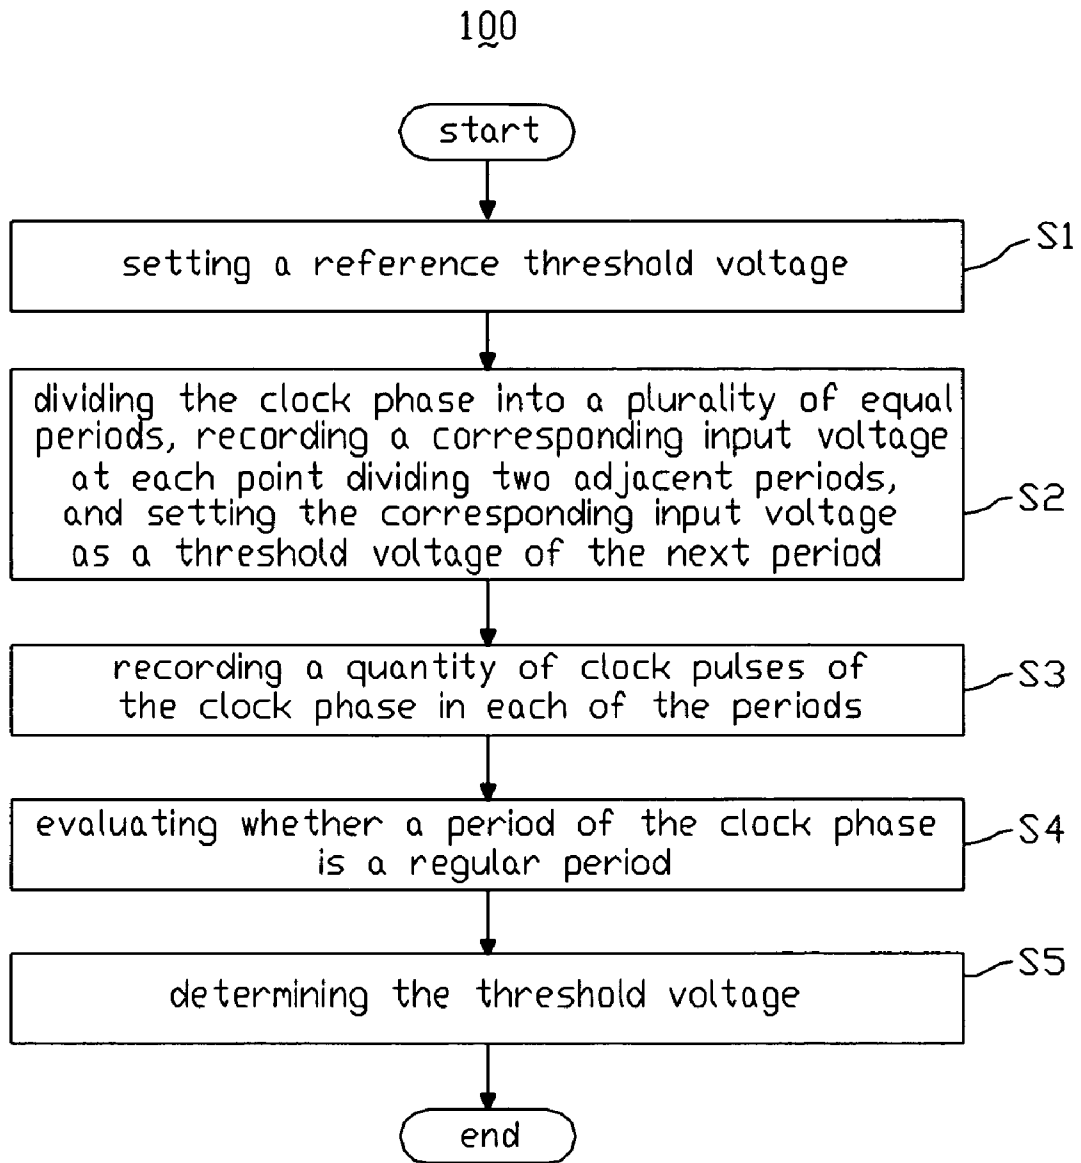 100
start
setting a reference threshold voltage
S1
dividing the clock phase into a plurality of equal
periods, recording a corresponding input voltage
at each point dividing two adjacent periods,
and setting the corresponding input voltage
as a threshold voltage of the next period
S2
recording a quantity of clock pulses of
the clock phase in each of the periods
S3
evaluating whether a period of the clock phase
is a regular period
S4
determining the threshold voltage
S5
end